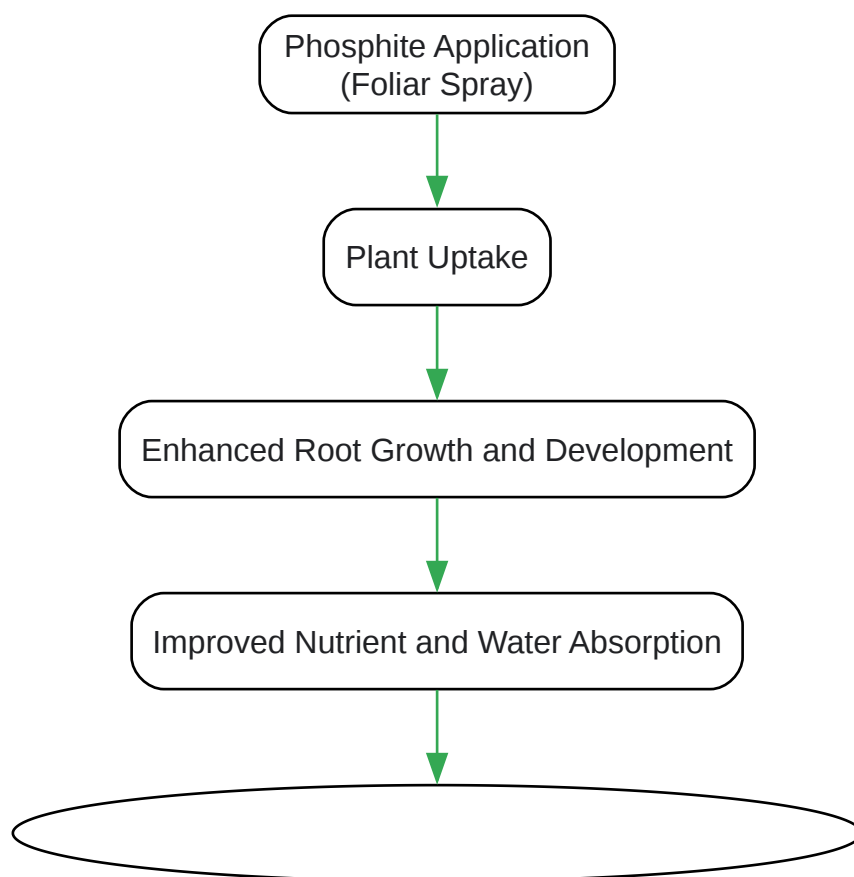 Phosphite Application
(Foliar Spray)
Plant Uptake
Enhanced Root Growth and Development
Improved Nutrient and Water Absorption